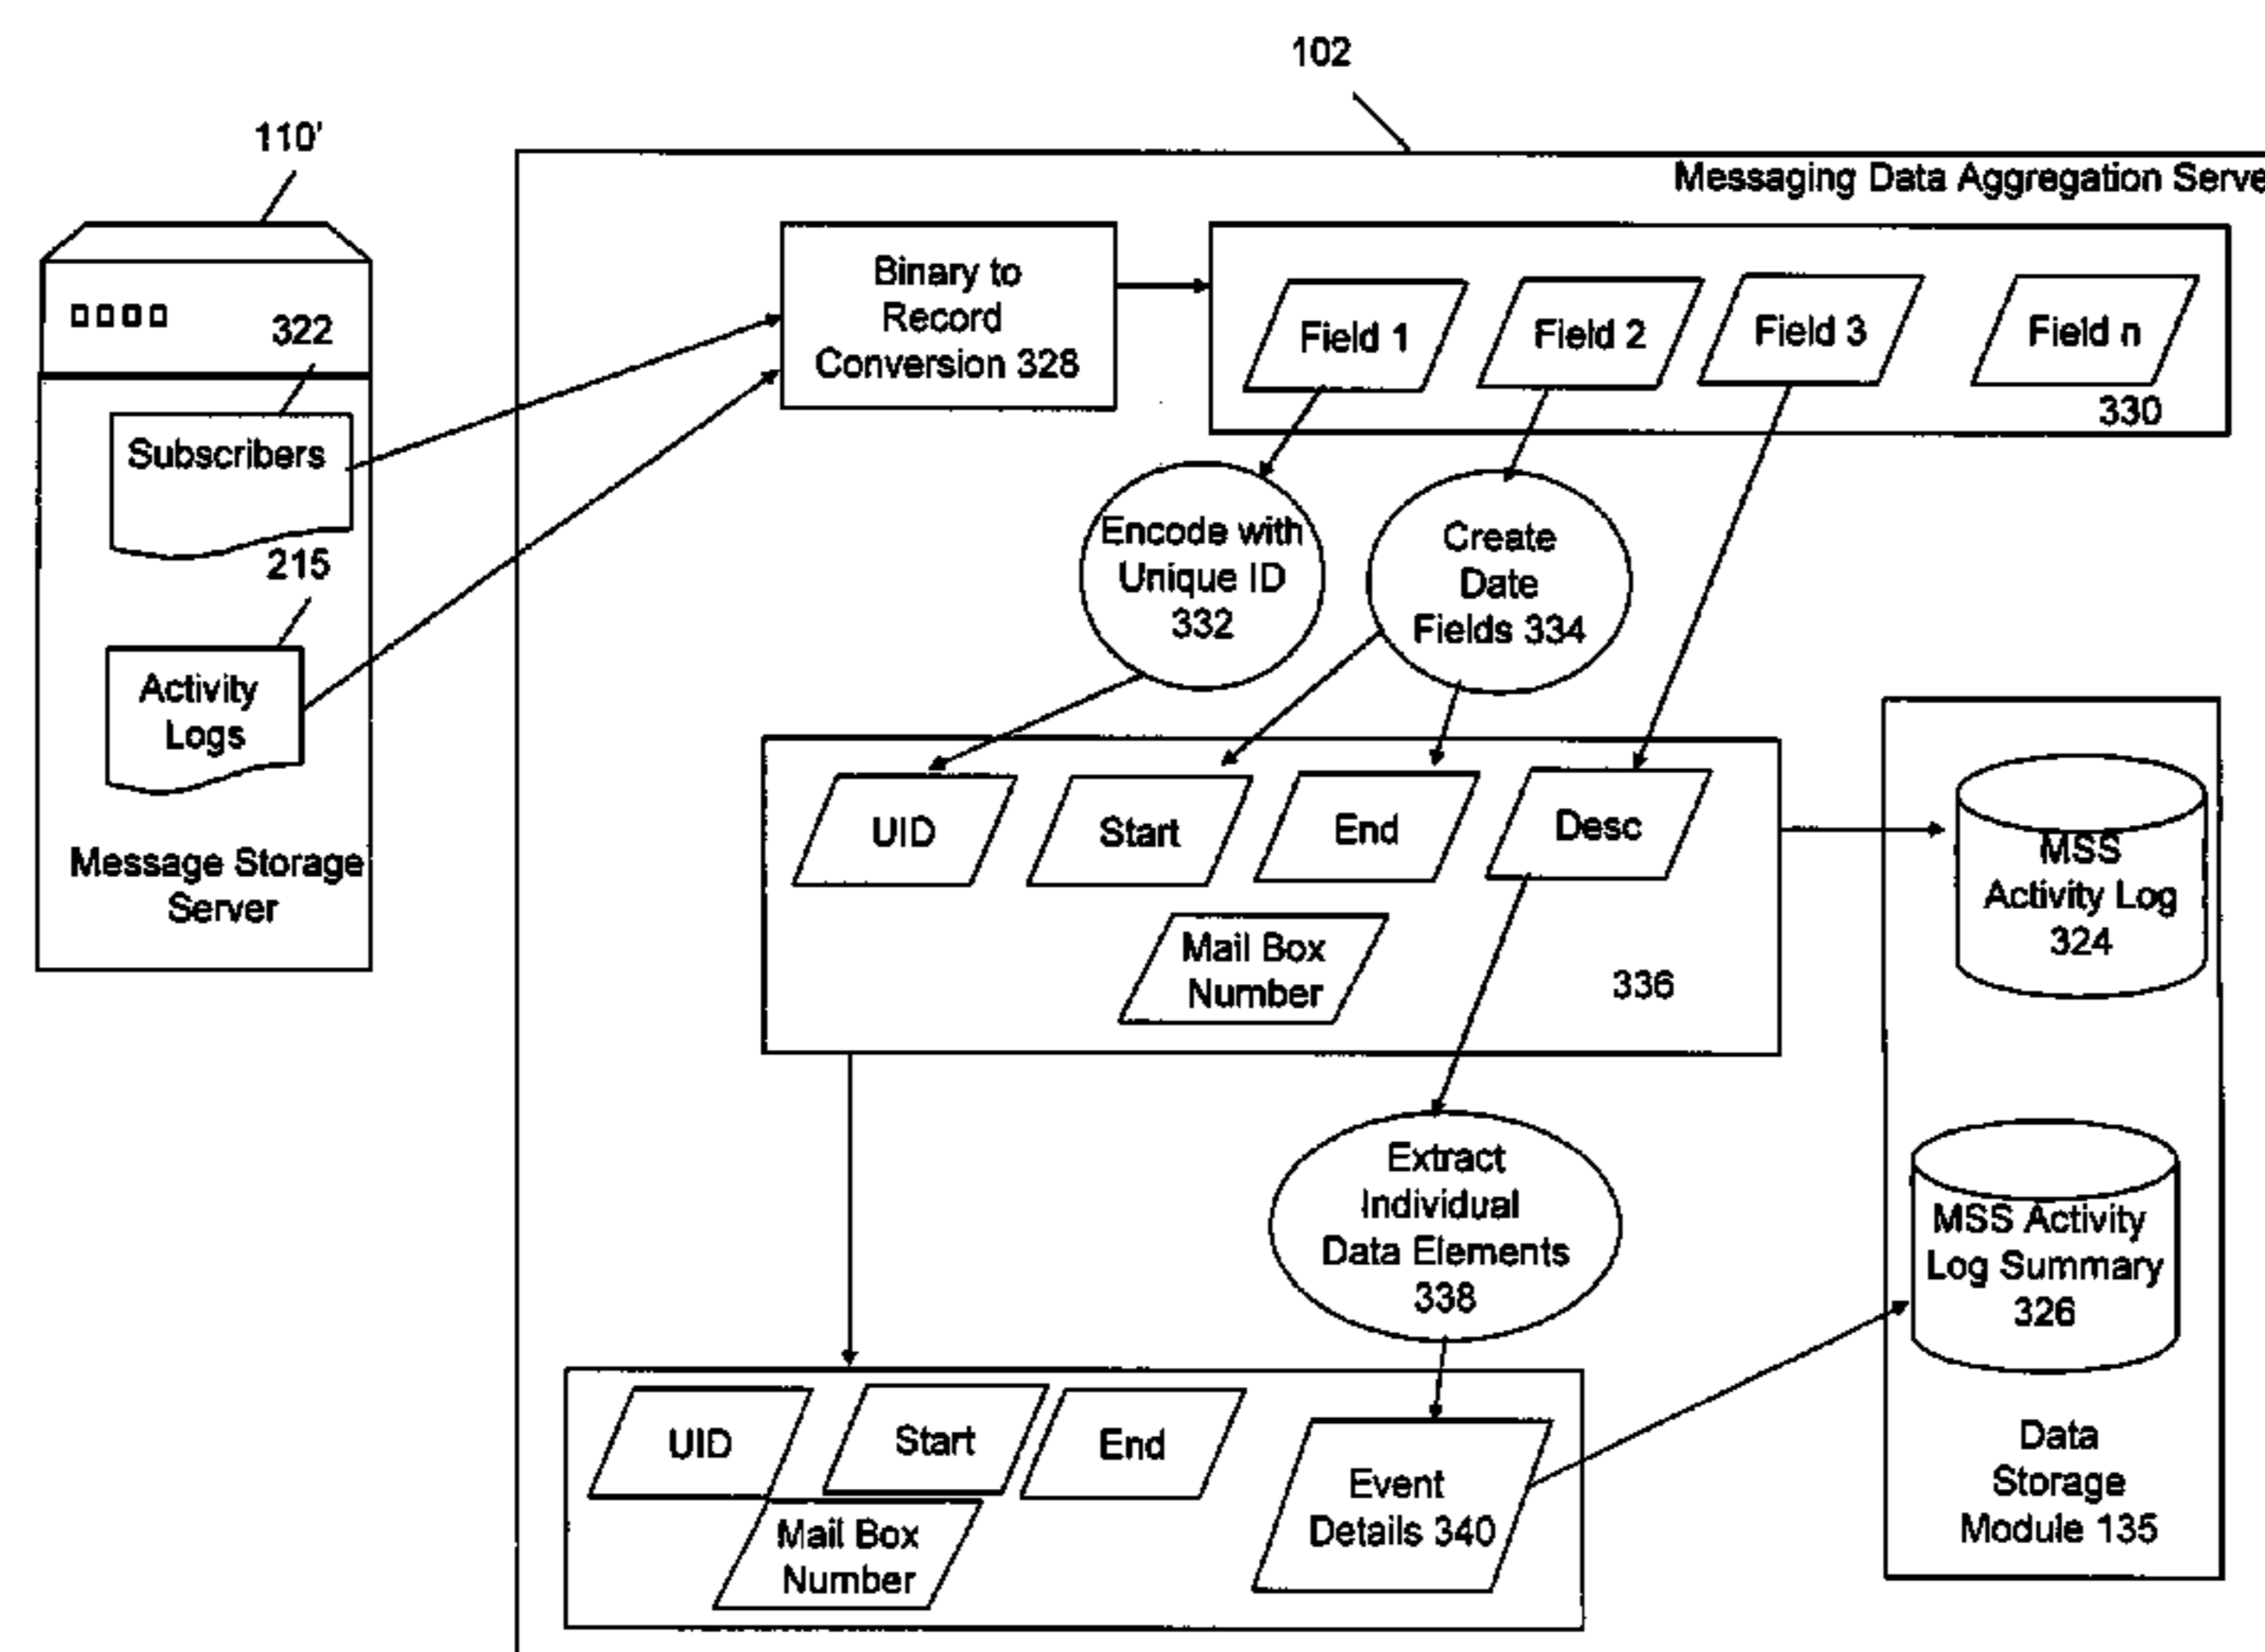 102
110'
Messaging Data Aggregation Serve
322
Subscribers
215
Activity
Logs
Message Storage
Server
Binary to
Record
Conversion 328
Field 1
Field 2
Field 3
Field n
330
Encode with
Unique ID
332
Create
Date
Fields 334
UID
Start
End
Desc
Mail Box
Number
336
MSS
Activity Log
324
Extract
Individual
Data Elements
338
MSS Activity
Log Summary
326
UID
Start
End
Mail Box
Number
Event
Details 340
Data
Storage
Module 135